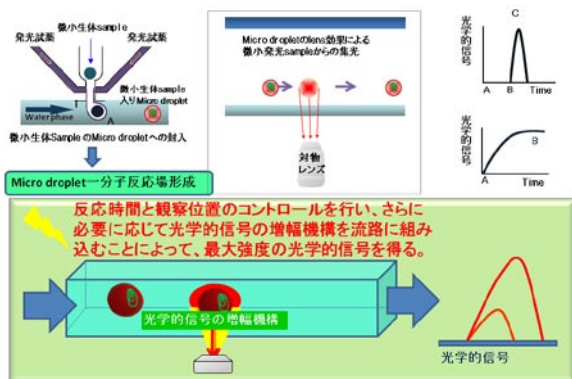 微小生体sample
発光試薬
発光試薬
微小生体sample
入りMicro droplet
Water phase
A
微小生体SampleのMicro dropletへの封入
Micro droplet一分子反応場形成
Micro dropletのlens効果による
微小発光sampleからの集光
対物
レンズ
光学的信号
C
A
B
Time
光学的信号
B
A
Time
反応時間と観察位置のコントロールを行い、さらに
必要に応じて光学的信号の増幅機構を流路に組み
込むことによって、最大強度の光学的信号を得る。
光学的信号の増幅機構
光学的信号